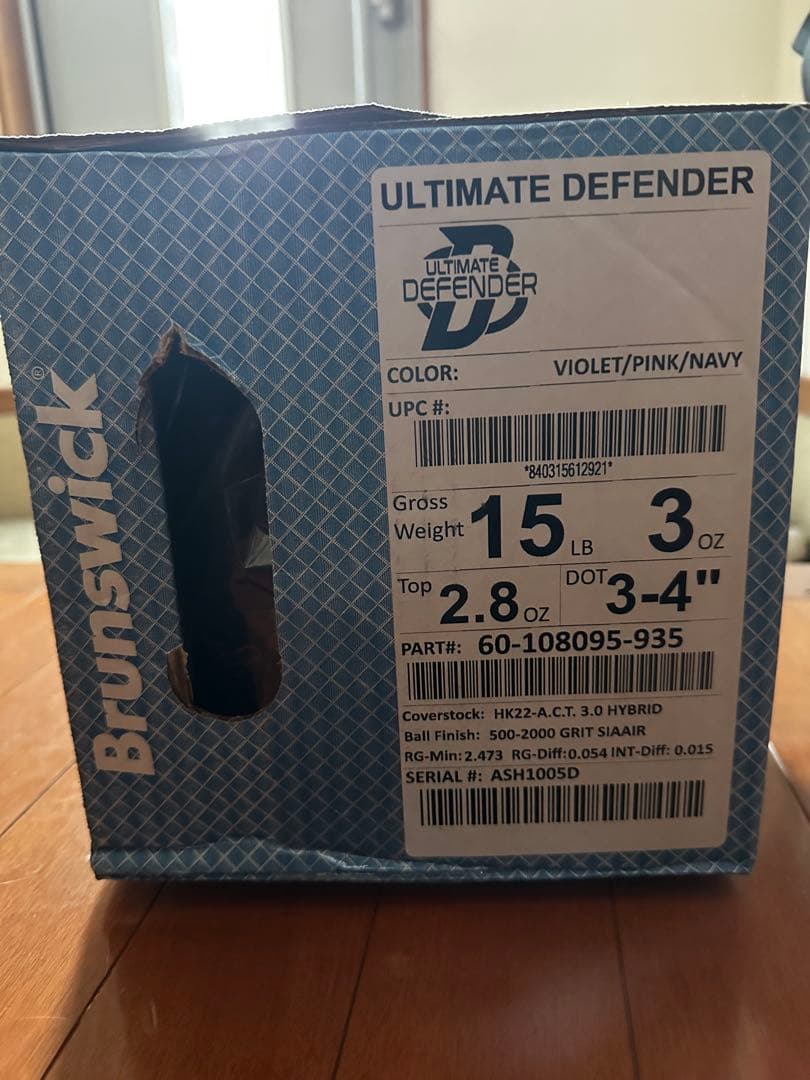 Brunswick®
ULTIMATE DEFENDER
ULTIMATE
DEFENDER
COLOR: VIOLET/PINK/NAVY
UPC #:
*840315612921*
Gross Weight 15 LB 3 OZ
Top 2.8 OZ DOT 3-4"
PART#: 60-108095-935
Coverstock: HK22-A.C.T. 3.0 HYBRID
Ball Finish: 500-2000 GRIT SIAAIR
RG-Min: 2.473 RG-Diff: 0.054 INT-Diff: 0.015
SERIAL #: ASH1005D